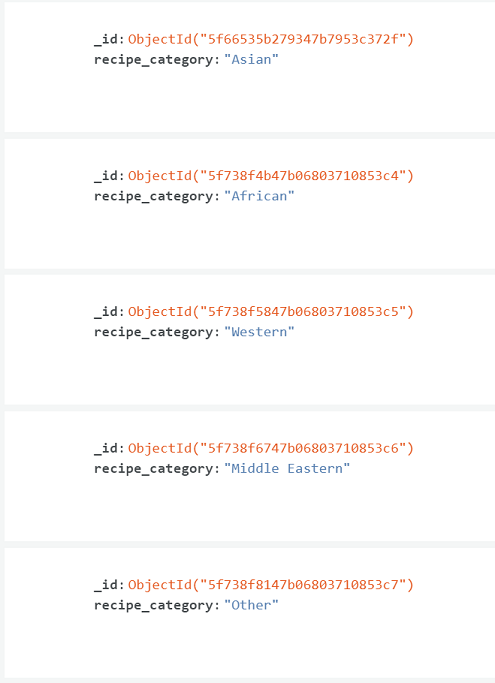 _id: ObjectId("5f66535b279347b7953c372f")
recipe_category: "Asian"
_id: ObjectId("5f738f4b47b06803710853c4")
recipe_category: "African"
_id: ObjectId("5f738f5847b06803710853c5")
recipe_category: "Western"
_id: ObjectId("5f738f6747b06803710853c6")
recipe_category: "Middle Eastern"
_id: ObjectId("5f738f8147b06803710853c7")
recipe_category: "Other"